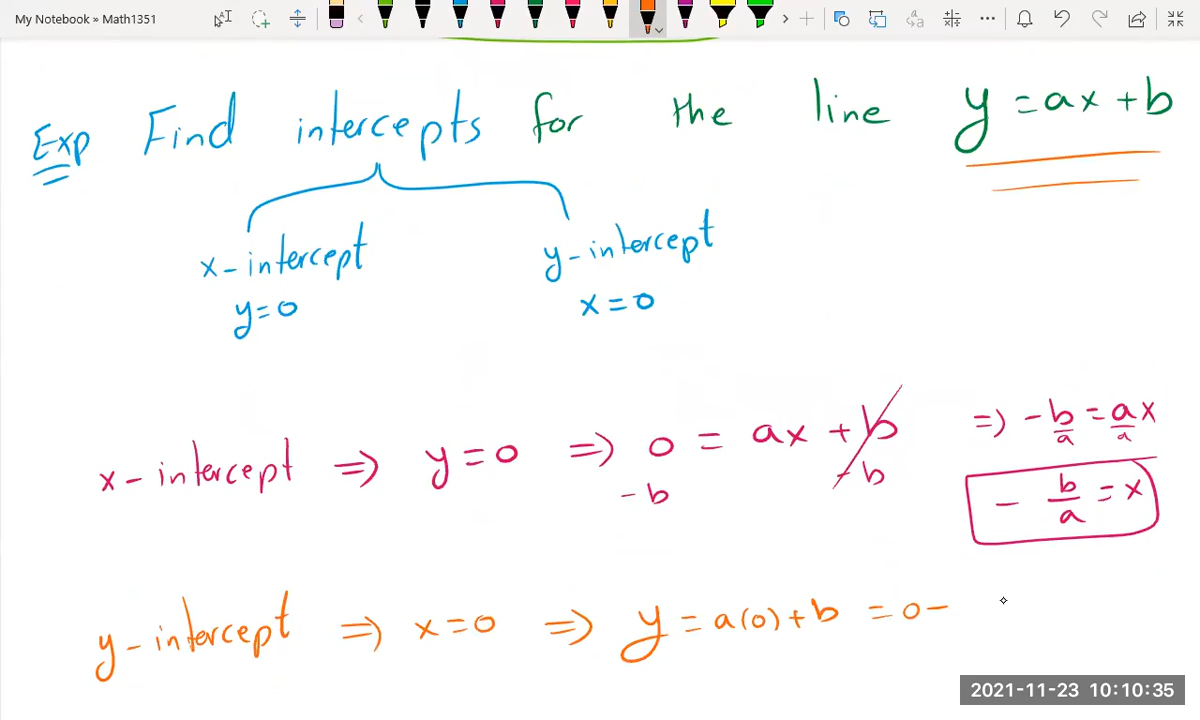 My Notebook » Math1351
Exp Find intercepts for the line y = ax + b
x-intercept y-intercept
y=0 x=0
x-intercept ⇒ y=0 ⇒ 0 = ax + b ⇒ -b/a = ax/a
-b -b
- b/a = x
y-intercept ⇒ x=0 ⇒ y = a(0) + b = 0-
2021-11-23 10:10:35